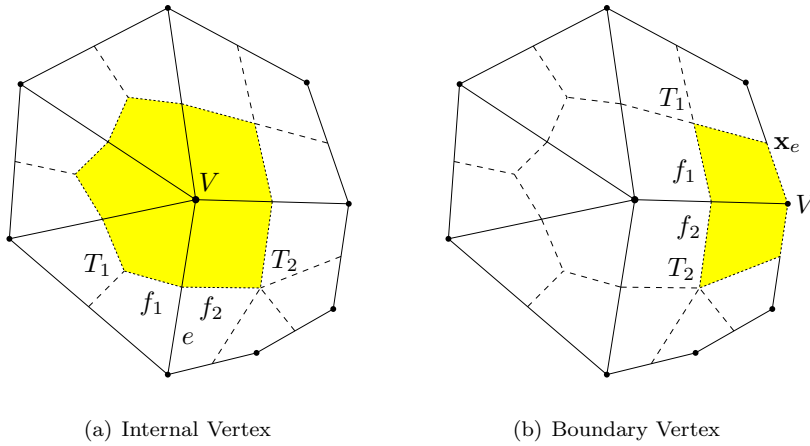 V
T₁
T₂
f₁
f₂
e
(a) Internal Vertex
T₁
xₑ
f₁
V
f₂
T₂
(b) Boundary Vertex